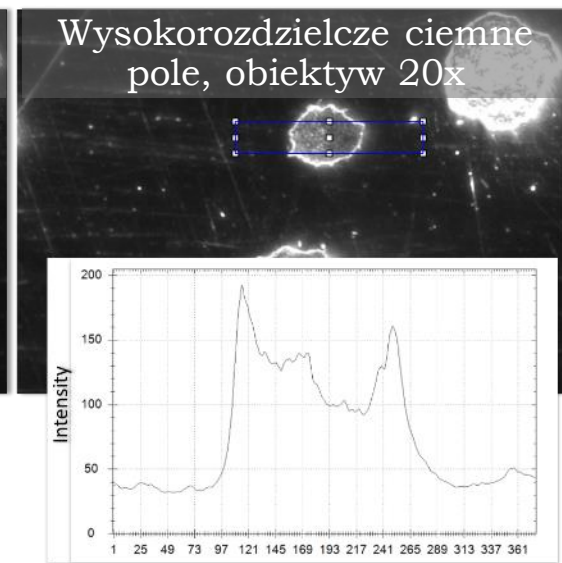 Wysokorozdzielcze ciemne
pole, obiektyw 20x
200
150
100
50
0
Intensity
1 25 49 73 97 121 145 169 193 217 241 265 289 313 337 361